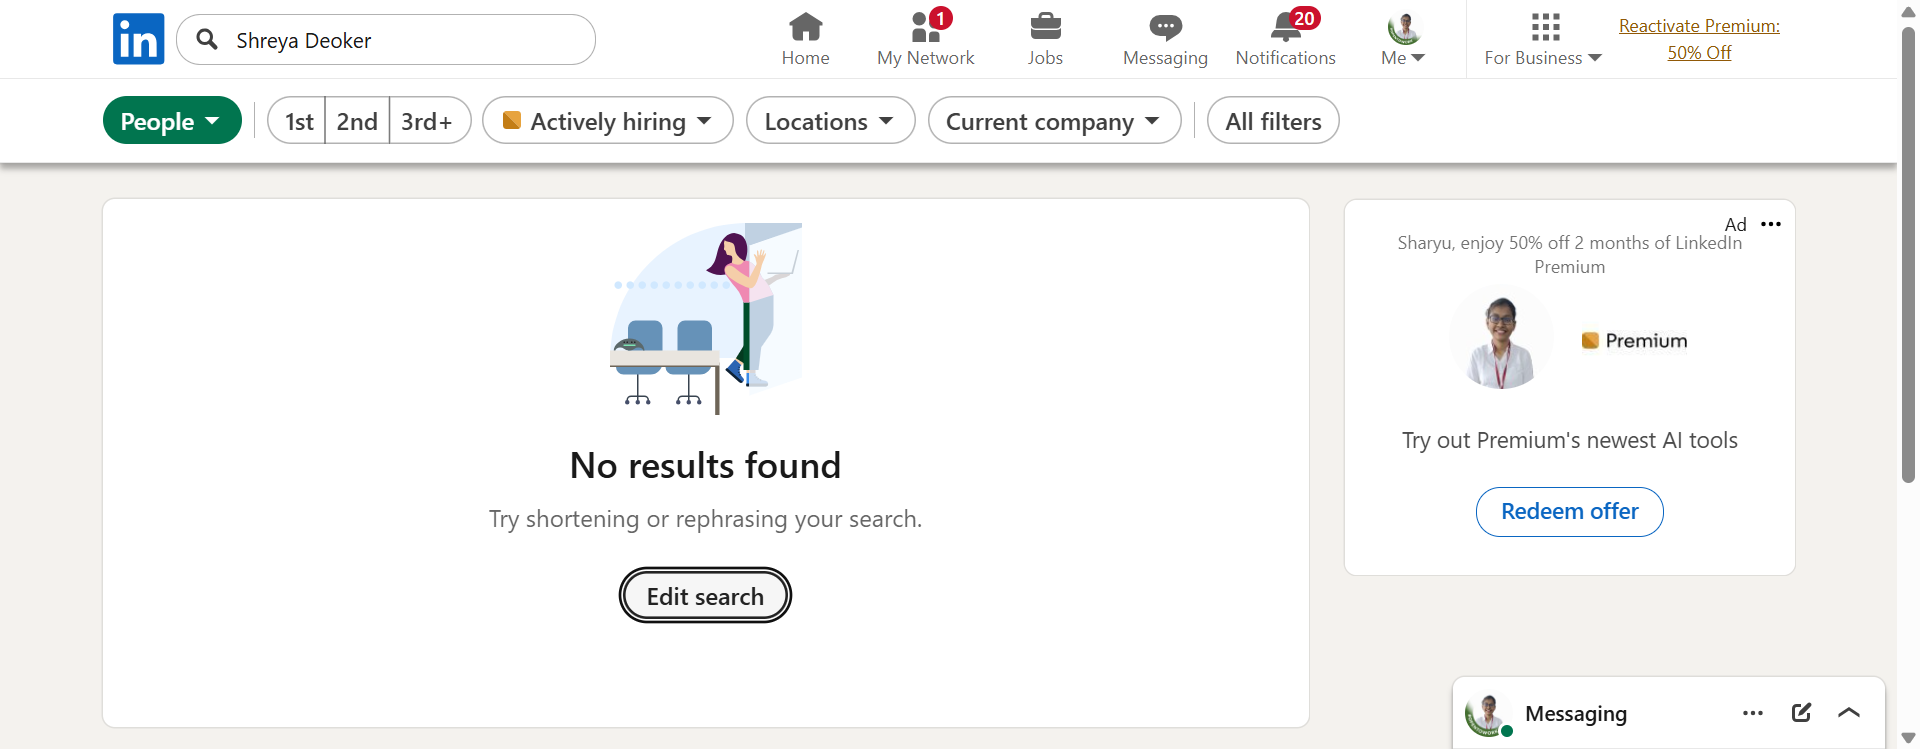 in
Shreya Deoker
Home
1
My Network
Jobs
Messaging
20
Notifications
Me
For Business
Reactivate Premium:
50% Off
People
1st
2nd
3rd+
Actively hiring
Locations
Current company
All filters
No results found
Try shortening or rephrasing your search.
Edit search
Ad
Sharyu, enjoy 50% off 2 months of LinkedIn
Premium
Premium
Try out Premium's newest AI tools
Redeem offer
Messaging